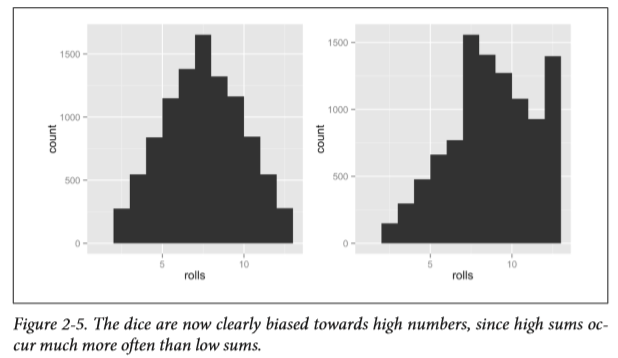 1500
1000
500
0
count
5
10
rolls
1500
1000
500
0
count
5
10
rolls
Figure 2-5. The dice are now clearly biased towards high numbers, since high sums oc-
cur much more often than low sums.